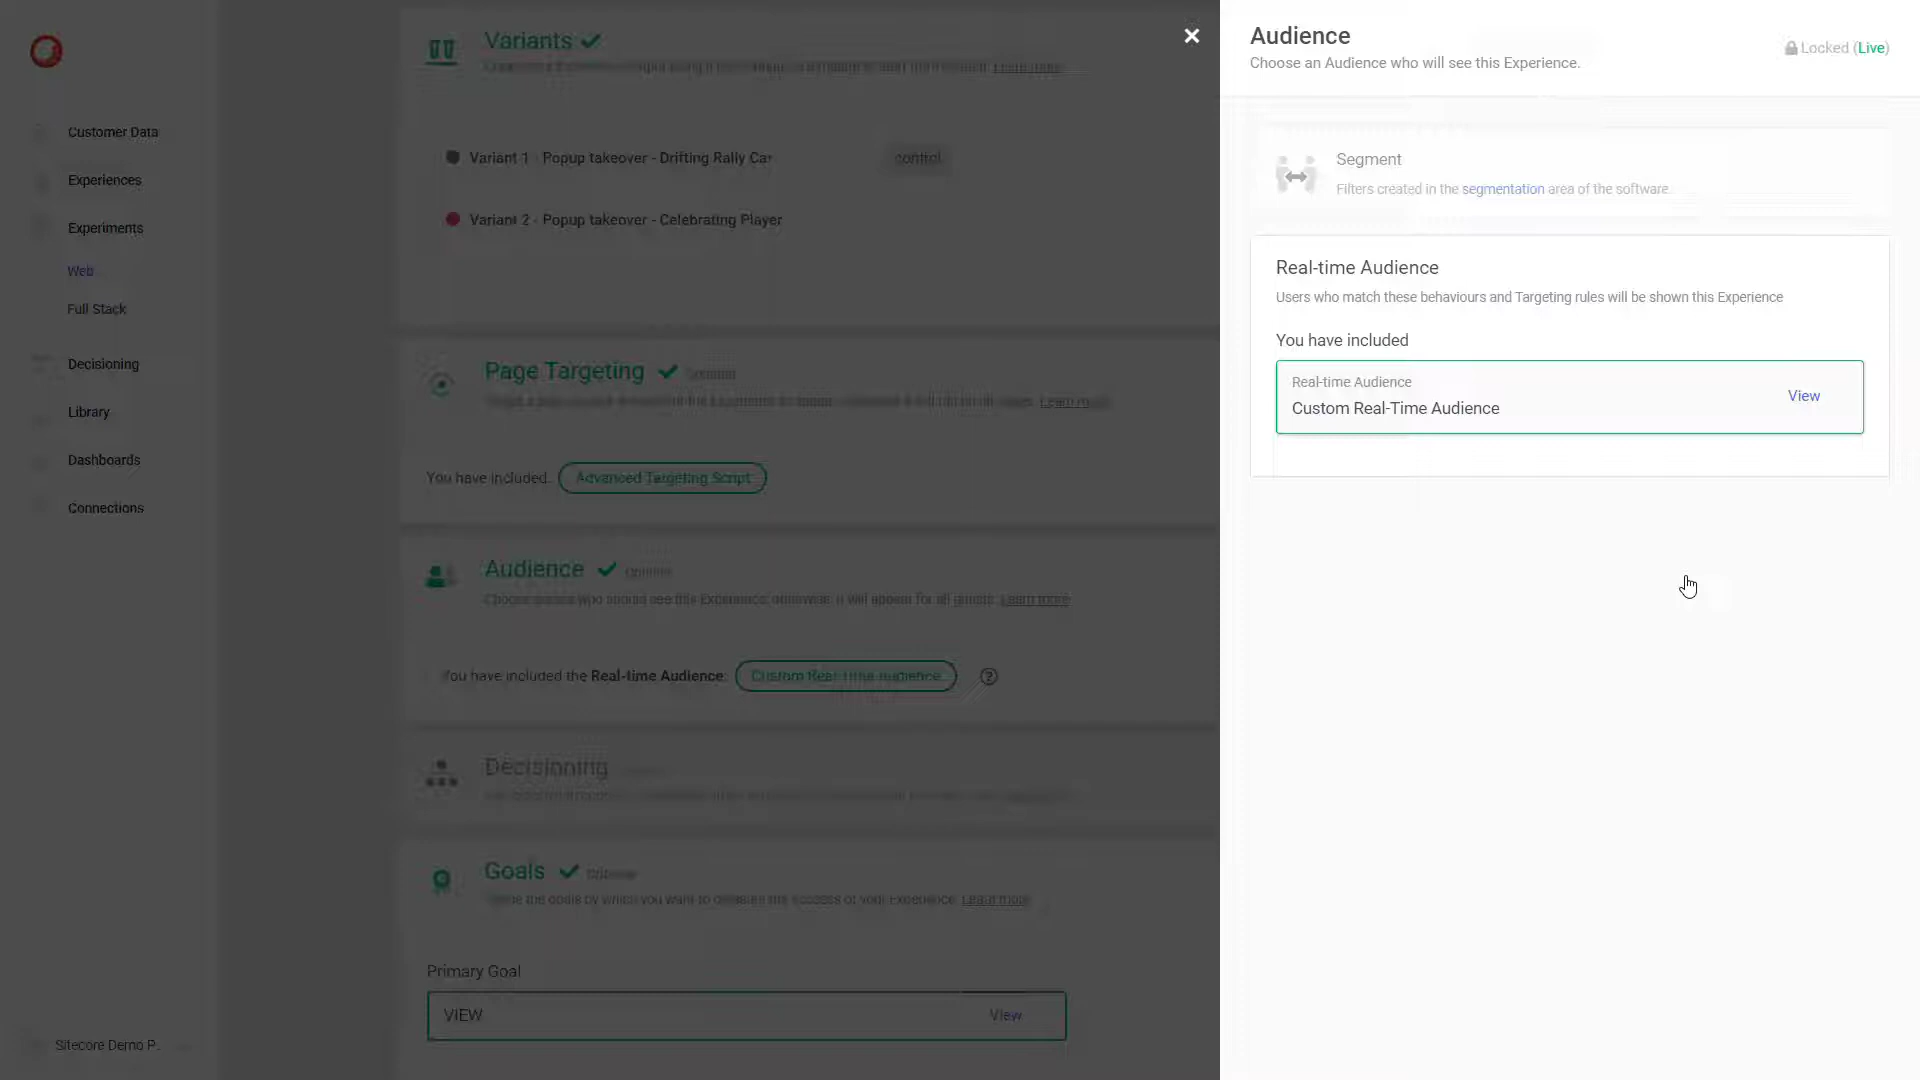 Customer Data
Experiences
Experiments
Web
Full Stack
Decisioning
Library
Dashboards
Connections
Sitecore Demo P.
Variants
Learn more
Variant 1 - Popup takeover - Drifting Rally Car
control
Variant 2 - Popup takeover - Celebrating Player
Page Targeting
Optional
Learn more
You have included:
Advanced Targeting Script
Audience
Optional
Choose guests who should see this Experience, otherwise, it will appear for all guests. Learn more
You have included the Real-time Audience:
Custom Real-Time Audience
Decisioning
Goals
Optional
Define the goals by which you want to measure the success of your Experience. Learn more
Primary Goal
VIEW
View
Audience
Choose an Audience who will see this Experience.
Locked (Live)
Segment
Filters created in the segmentation area of the software.
Real-time Audience
Users who match these behaviours and Targeting rules will be shown this Experience
You have included
Real-time Audience
Custom Real-Time Audience
View